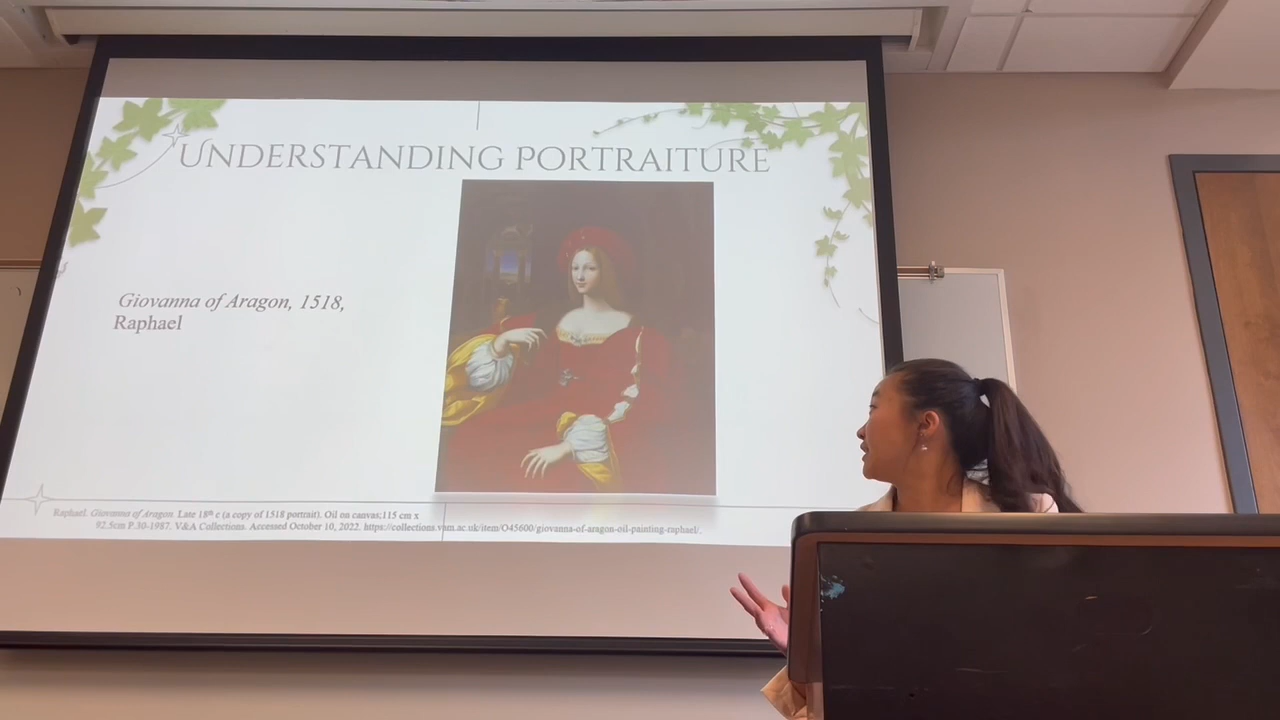 UNDERSTANDING PORTRAITURE
Giovanna of Aragon, 1518,
Raphael
Raphael. Giovanna of Aragon. Late 18th c (a copy of 1518 portrait). Oil on canvas;115 cm x
92.5cm P.30-1987. V&A Collections. Accessed October 10, 2022. https://collections.vam.ac.uk/item/O45600/giovanna-of-aragon-oil-painting-raphael/.